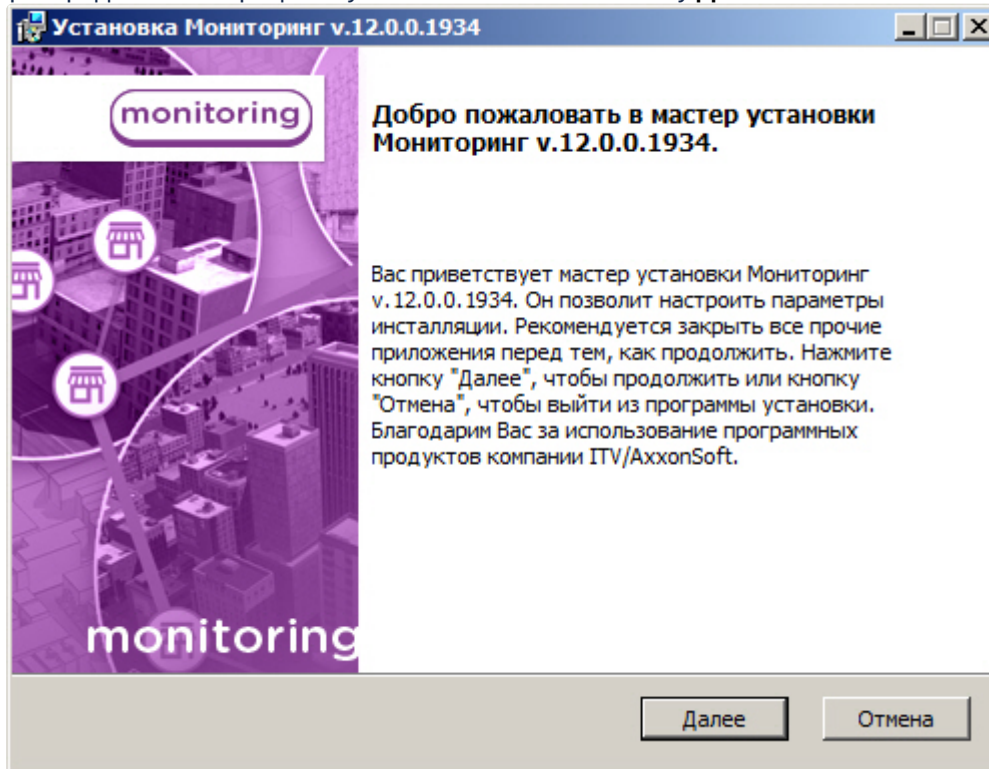 Установка Мониторинг v.12.0.0.1934
monitoring
Добро пожаловать в мастер установки
Мониторинг v.12.0.0.1934.
Вас приветствует мастер установки Мониторинг
v.12.0.0.1934. Он позволит настроить параметры
инсталляции. Рекомендуется закрыть все прочие
приложения перед тем, как продолжить. Нажмите
кнопку "Далее", чтобы продолжить или кнопку
"Отмена", чтобы выйти из программы установки.
Благодарим Вас за использование программных
продуктов компании ITV/AxxonSoft.
monitoring
Далее
Отмена